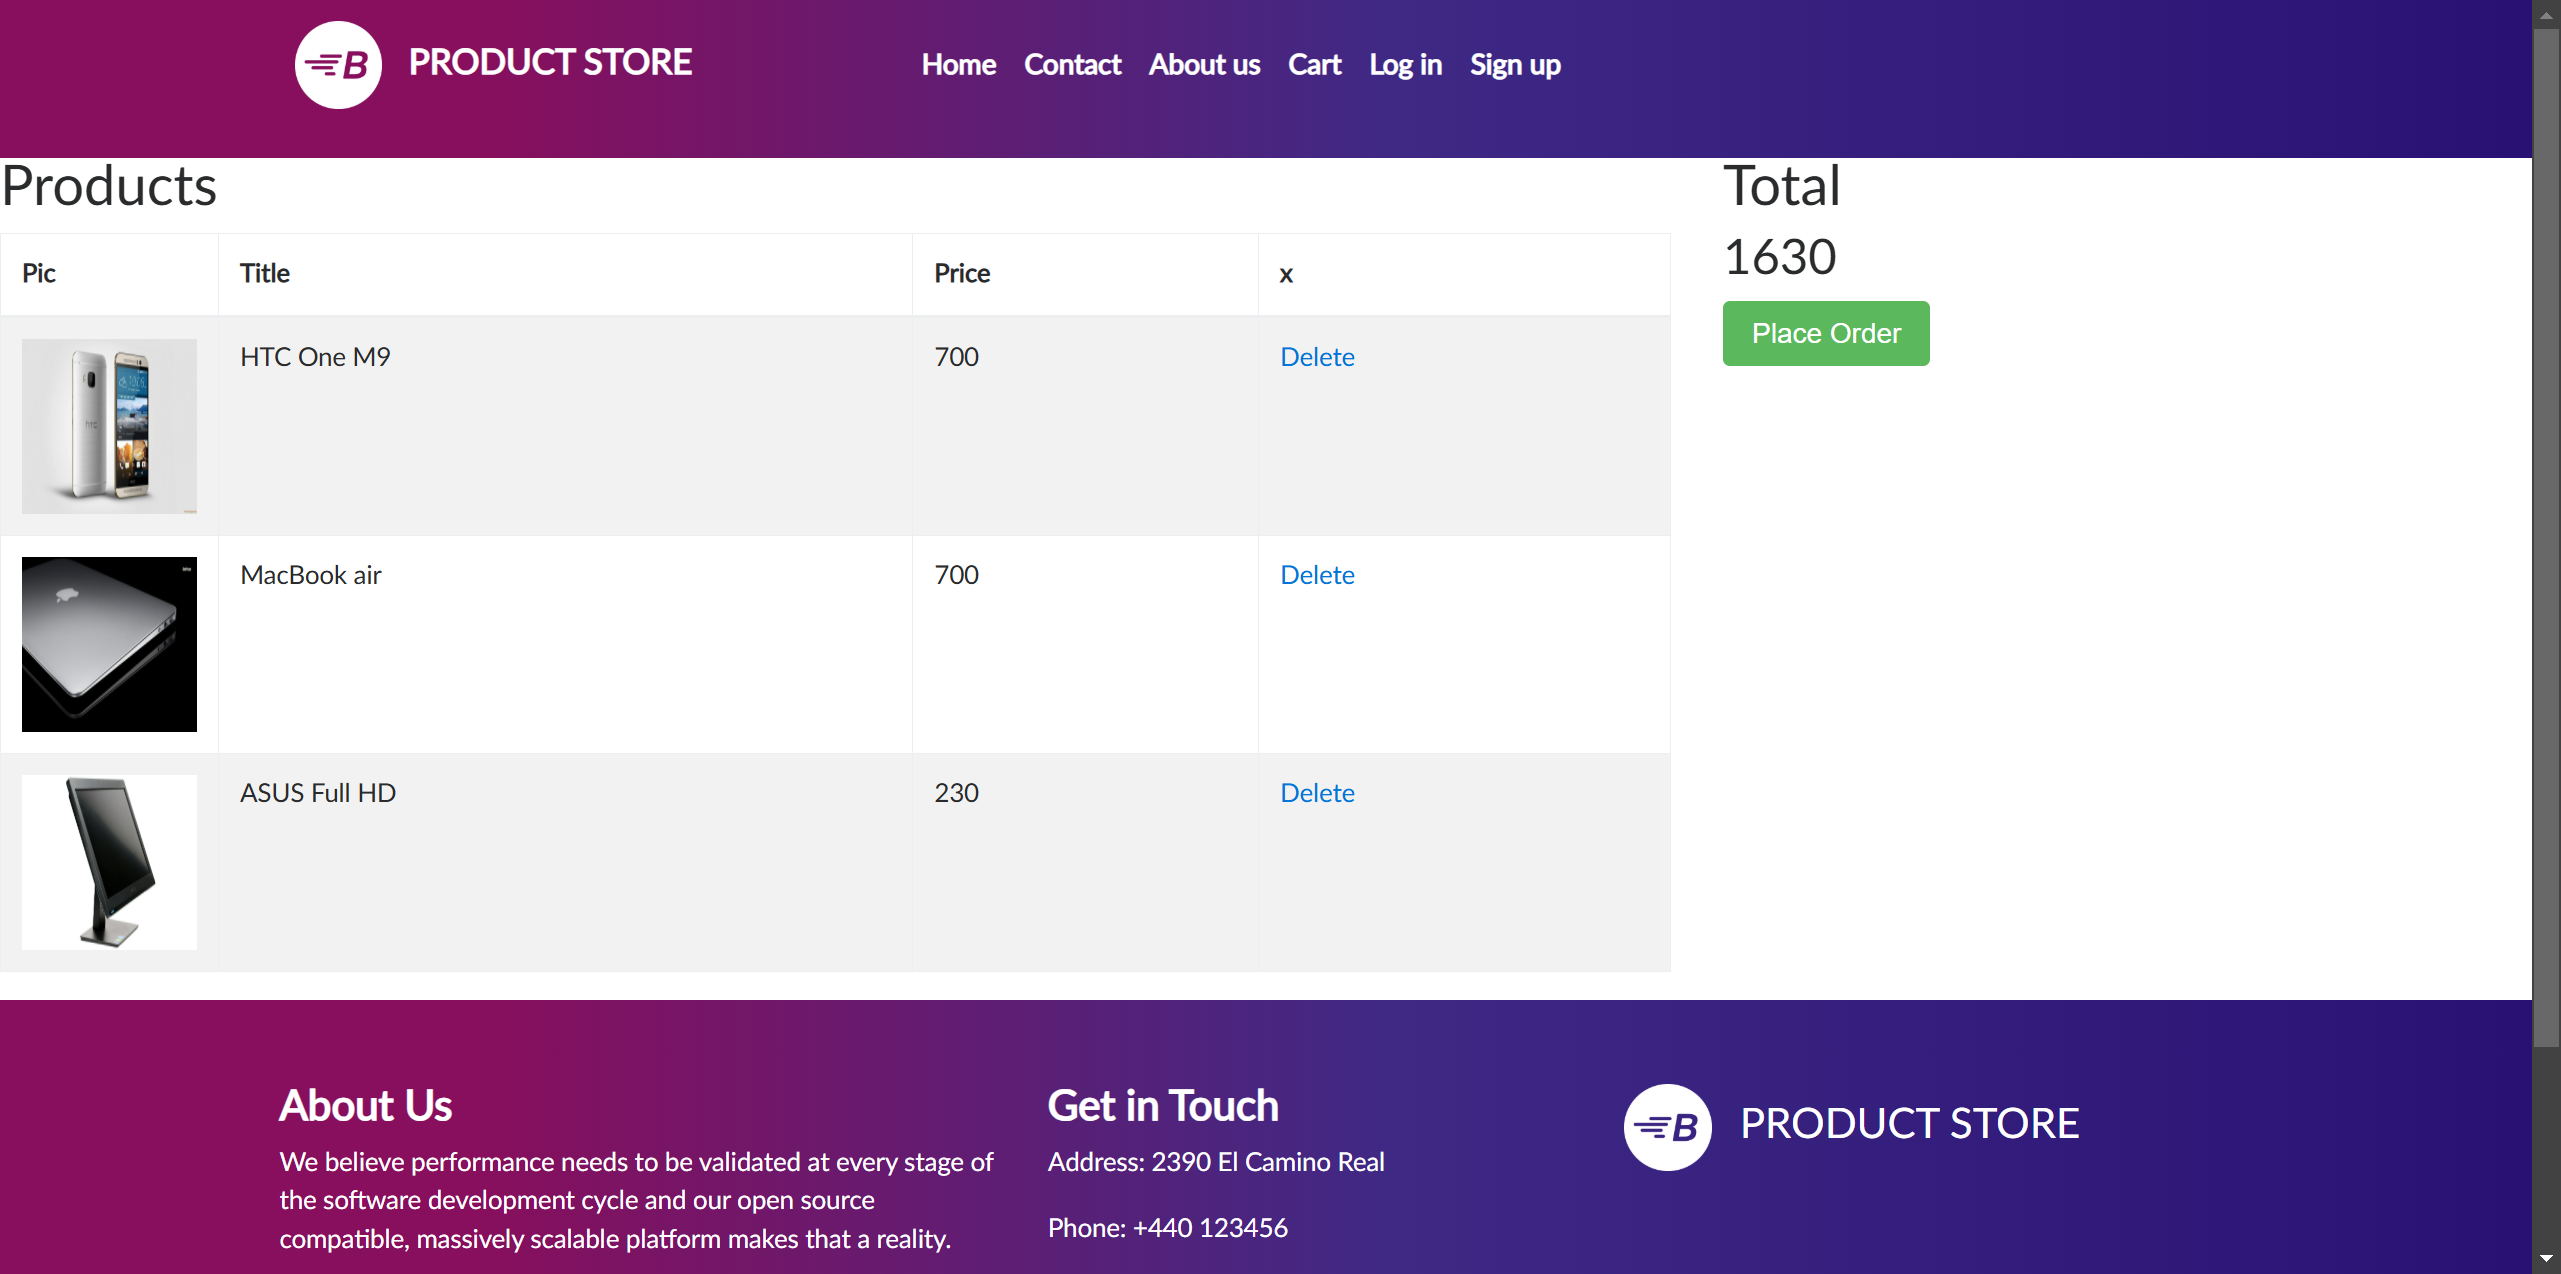 B PRODUCT STORE
Home Contact About us Cart Log in Sign up
Products
Total
1630
Place Order
Pic Title Price x
HTC One M9 700 Delete
MacBook air 700 Delete
ASUS Full HD 230 Delete
About Us
We believe performance needs to be validated at every stage of
the software development cycle and our open source
compatible, massively scalable platform makes that a reality.
Get in Touch
Address: 2390 El Camino Real
Phone: +440 123456
B PRODUCT STORE